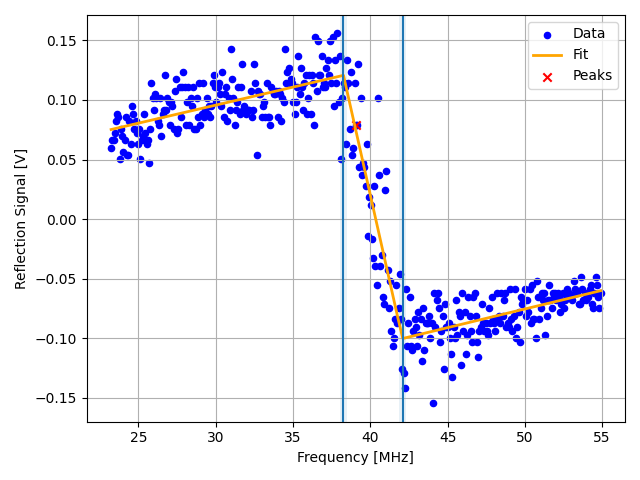 0.15
0.10
0.05
0.00
−0.05
−0.10
−0.15
Reflection Signal [V]
Data
Fit
Peaks
25 30 35 40 45 50 55
Frequency [MHz]